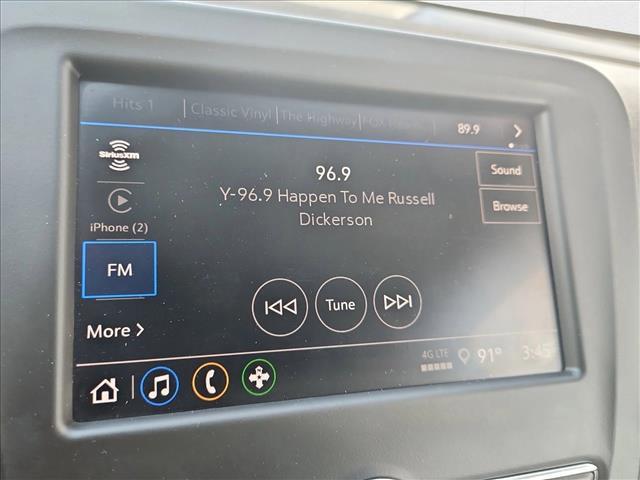 Hits 1 | Classic Vinyl | The Highway | FOX
89.9
SiriusXM
96.9
Y-96.9 Happen To Me Russell
Dickerson
Sound
Browse
iPhone (2)
FM
Tune
More
4G LTE
91°
3:45